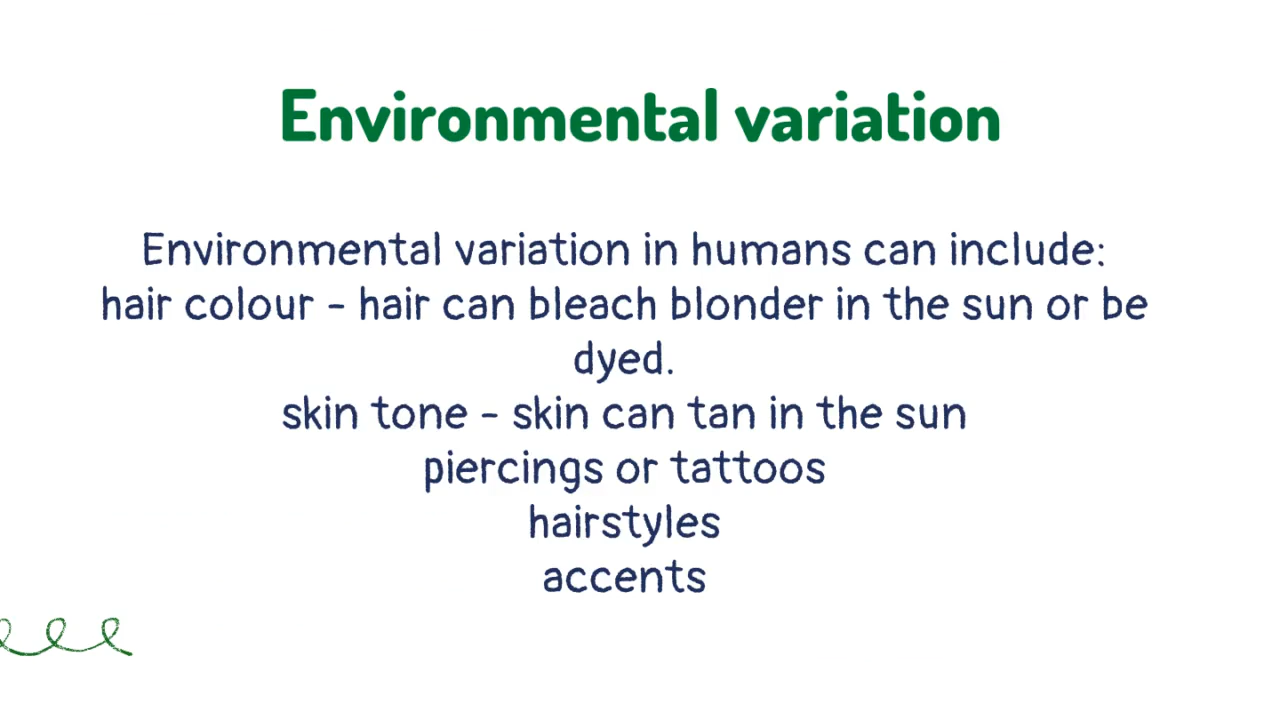 Environmental variation
Environmental variation in humans can include:
hair colour - hair can bleach blonder in the sun or be
dyed.
skin tone - skin can tan in the sun
piercings or tattoos
hairstyles
accents